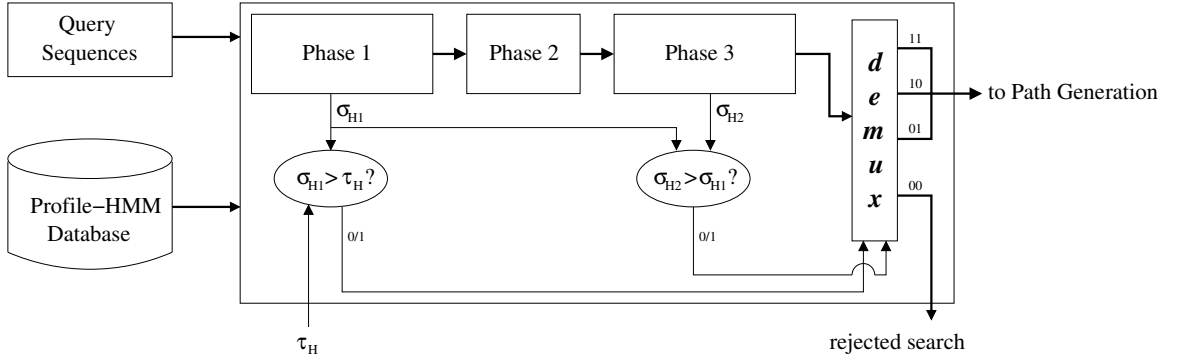 Query
Sequences
Profile−HMM
Database
Phase 1
Phase 2
Phase 3
σH1
σH2
σH1 > τH ?
σH2 > σH1 ?
0/1
0/1
τH
d
e
m
u
x
11
10
01
00
to Path Generation
rejected search